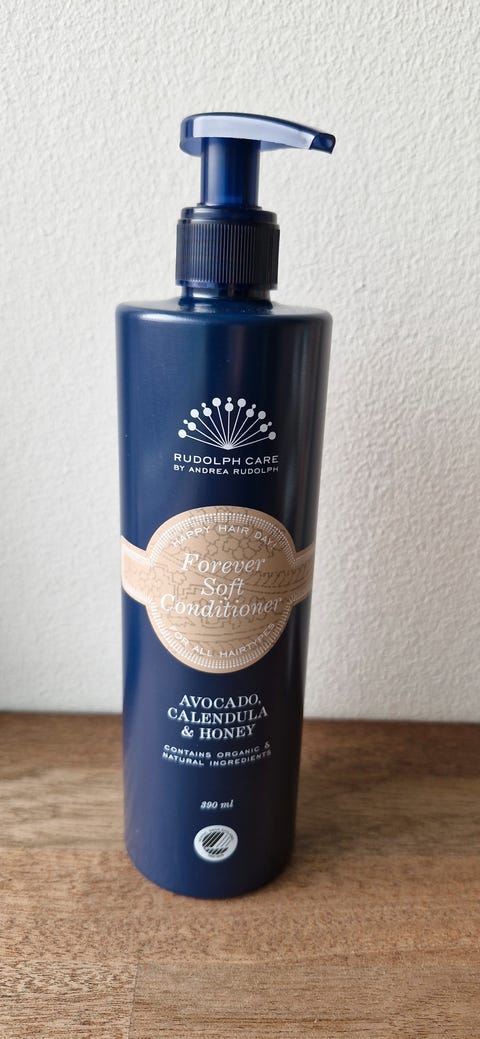 RUDOLPH CARE
BY ANDREA RUDOLPH
HAPPY HAIR DAY!
Forever
Soft
Conditioner
FOR ALL HAIRTYPES
AVOCADO,
CALENDULA
& HONEY
CONTAINS ORGANIC &
NATURAL INGREDIENTS
390 ml